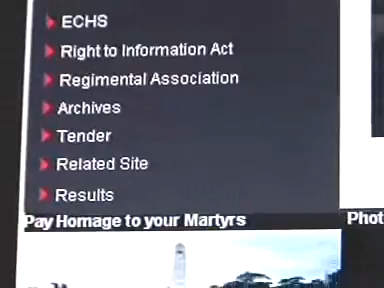 ECHS
Right to Information Act
Regimental Association
Archives
Tender
Related Site
Results
Pay Homage to your Martyrs
Phot